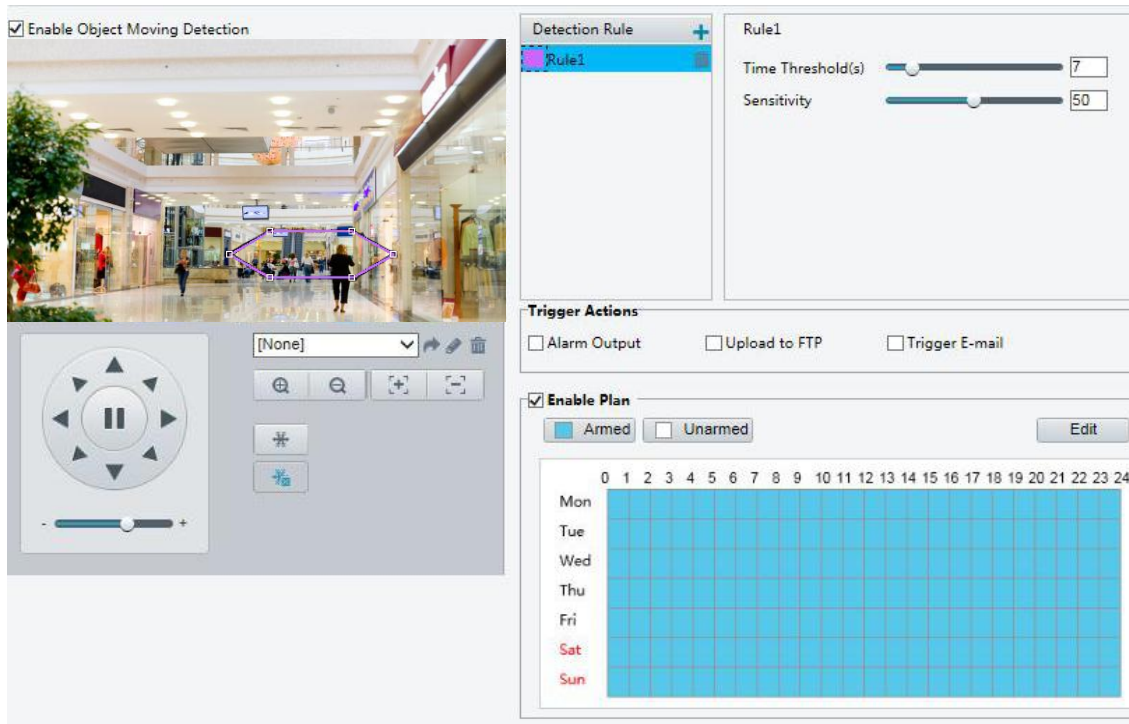 Enable Object Moving Detection
Detection Rule +
Rule1
Rule1
Time Threshold(s) 7
Sensitivity 50
[None]
- +
Trigger Actions
Alarm Output Upload to FTP Trigger E-mail
Enable Plan
Armed Unarmed Edit
0 1 2 3 4 5 6 7 8 9 10 11 12 13 14 15 16 17 18 19 20 21 22 23 24
Mon
Tue
Wed
Thu
Fri
Sat
Sun